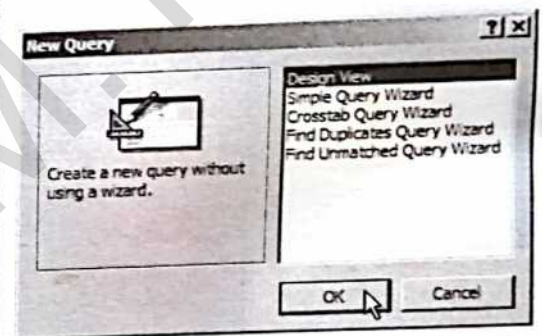 New Query
? X
Design View
Simple Query Wizard
Crosstab Query Wizard
Find Duplicates Query Wizard
Find Unmatched Query Wizard
Create a new query without
using a wizard.
OK
Cancel